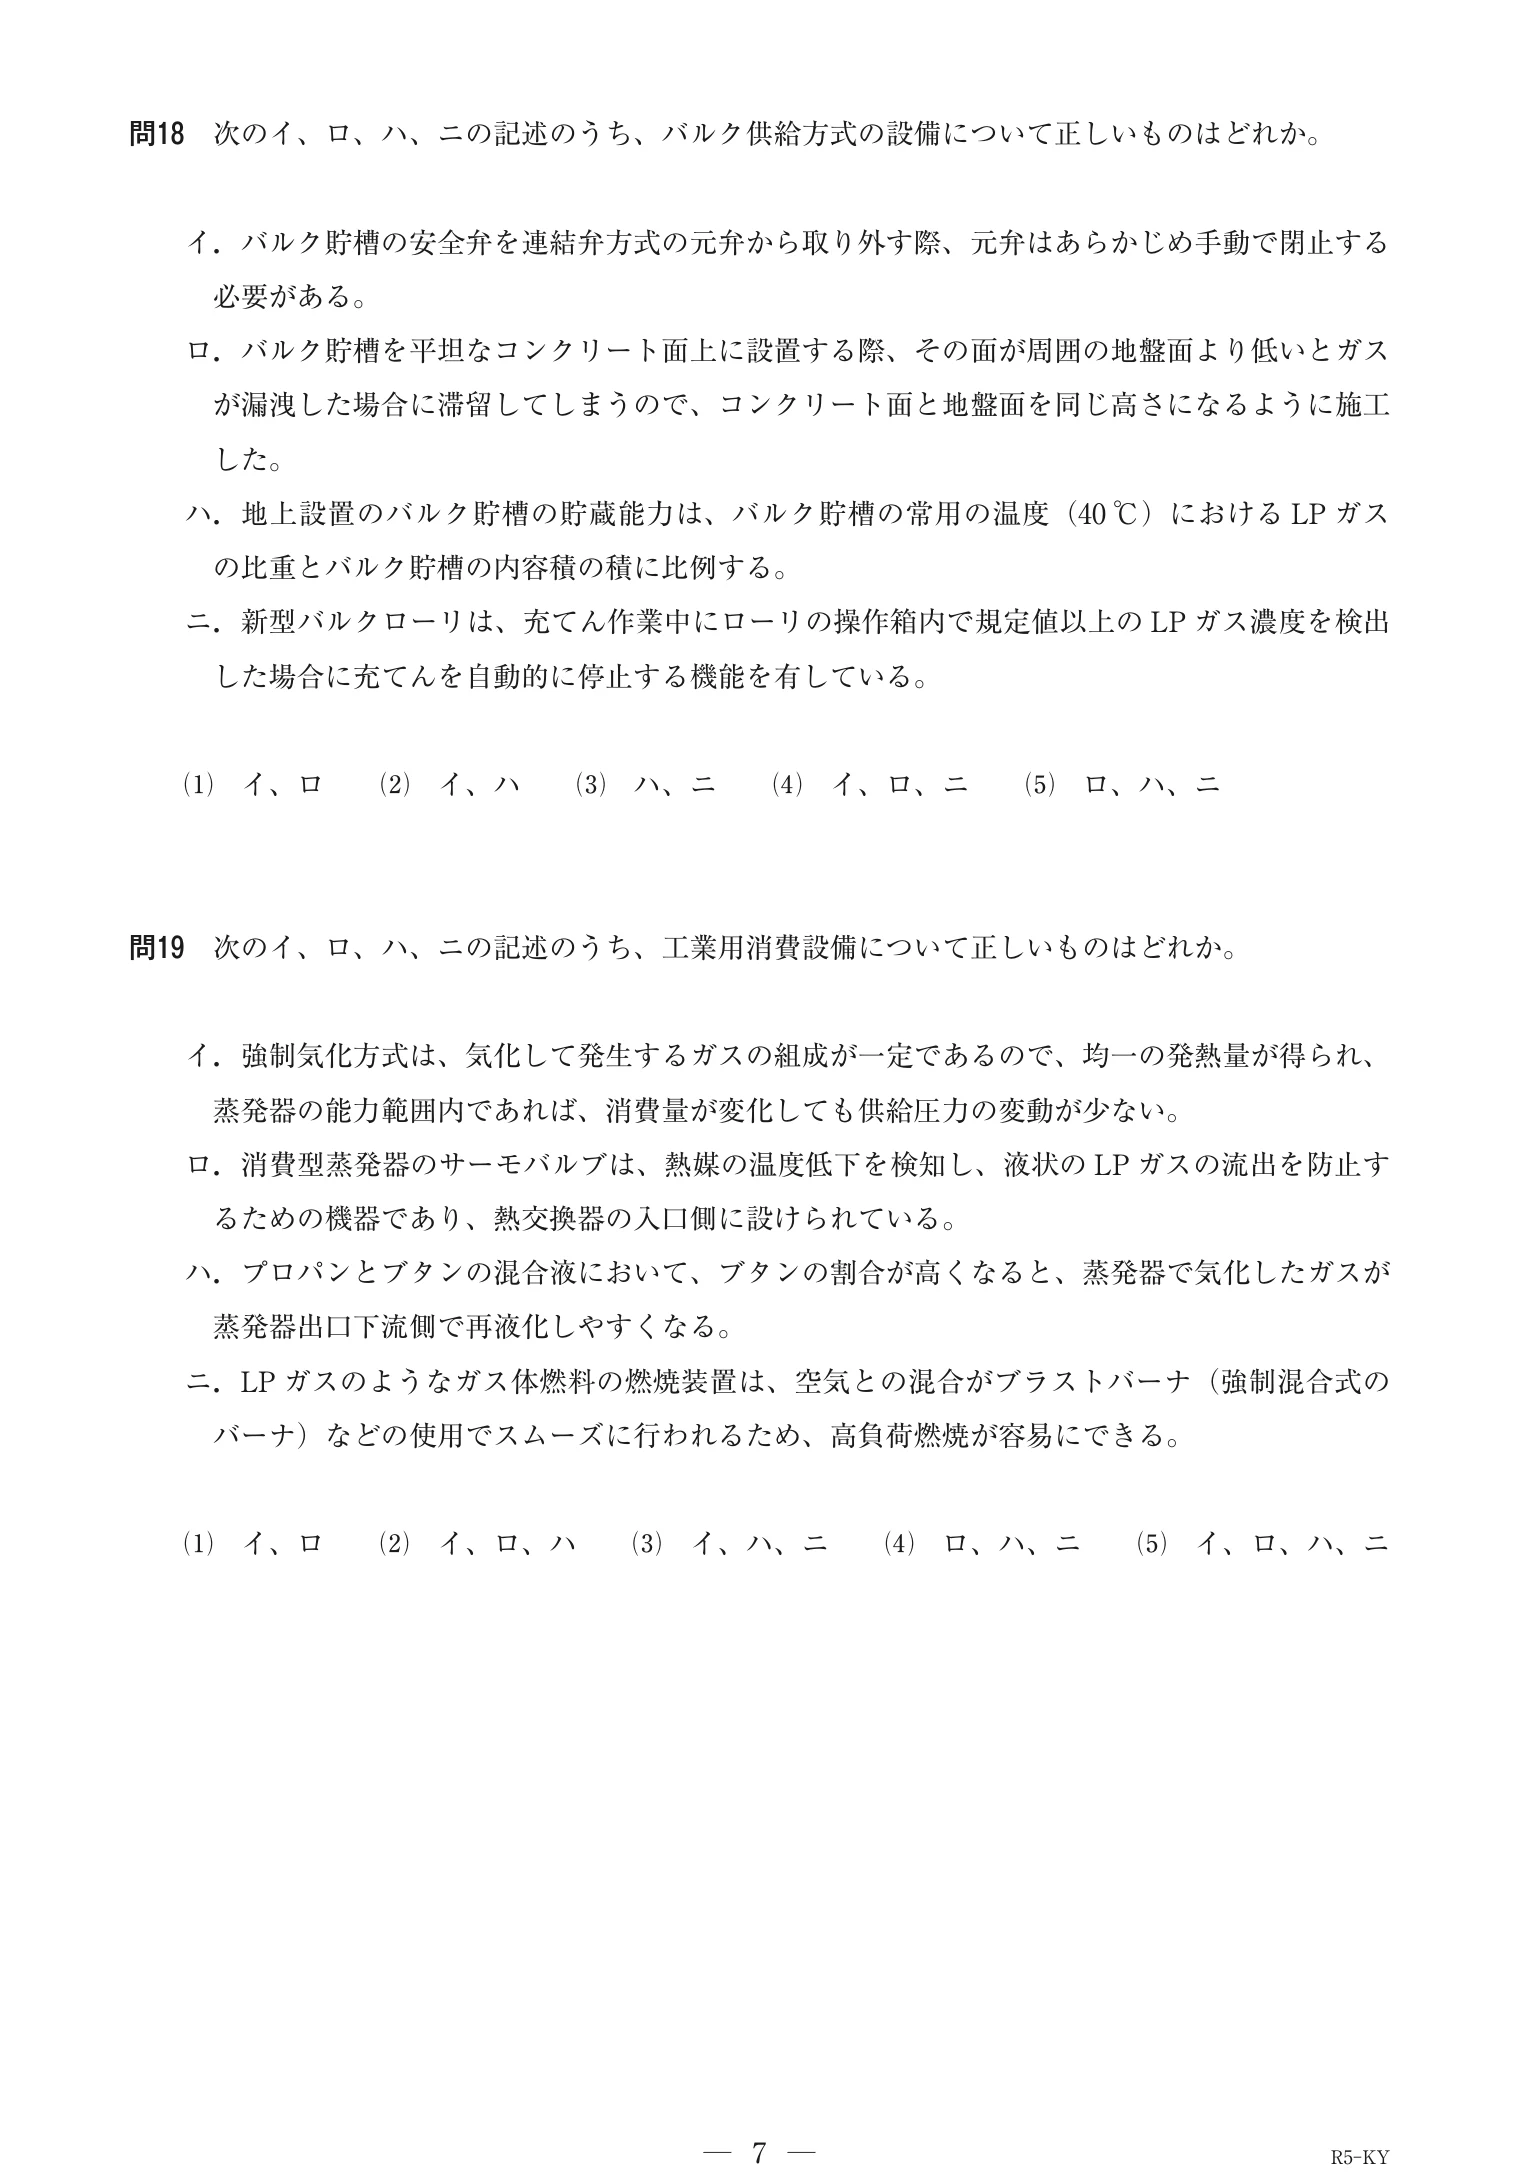 問18　次のイ、ロ、ハ、ニの記述のうち、バルク供給方式の設備について正しいものはどれか。
イ．バルク貯槽の安全弁を連結弁方式の元弁から取り外す際、元弁はあらかじめ手動で閉止する
必要がある。
ロ．バルク貯槽を平坦なコンクリート面上に設置する際、その面が周囲の地盤面より低いとガス
が漏洩した場合に滞留してしまうので、コンクリート面と地盤面を同じ高さになるように施工
した。
ハ．地上設置のバルク貯槽の貯蔵能力は、バルク貯槽の常用の温度（40 ℃）における LP ガス
の比重とバルク貯槽の内容積の積に比例する。
ニ．新型バルクローリは、充てん作業中にローリの操作箱内で規定値以上の LP ガス濃度を検出
した場合に充てんを自動的に停止する機能を有している。
(1)　イ、ロ　　(2)　イ、ハ　　(3)　ハ、ニ　　(4)　イ、ロ、ニ　　(5)　ロ、ハ、ニ
問19　次のイ、ロ、ハ、ニの記述のうち、工業用消費設備について正しいものはどれか。
イ．強制気化方式は、気化して発生するガスの組成が一定であるので、均一の発熱量が得られ、
蒸発器の能力範囲内であれば、消費量が変化しても供給圧力の変動が少ない。
ロ．消費型蒸発器のサーモバルブは、熱媒の温度低下を検知し、液状の LP ガスの流出を防止す
るための機器であり、熱交換器の入口側に設けられている。
ハ．プロパンとブタンの混合液において、ブタンの割合が高くなると、蒸発器で気化したガスが
蒸発器出口下流側で再液化しやすくなる。
ニ．LP ガスのようなガス体燃料の燃焼装置は、空気との混合がブラストバーナ（強制混合式の
バーナ）などの使用でスムーズに行われるため、高負荷燃焼が容易にできる。
(1)　イ、ロ　　(2)　イ、ロ、ハ　　(3)　イ、ハ、ニ　　(4)　ロ、ハ、ニ　　(5)　イ、ロ、ハ、ニ
― 7 ―
R5-KY